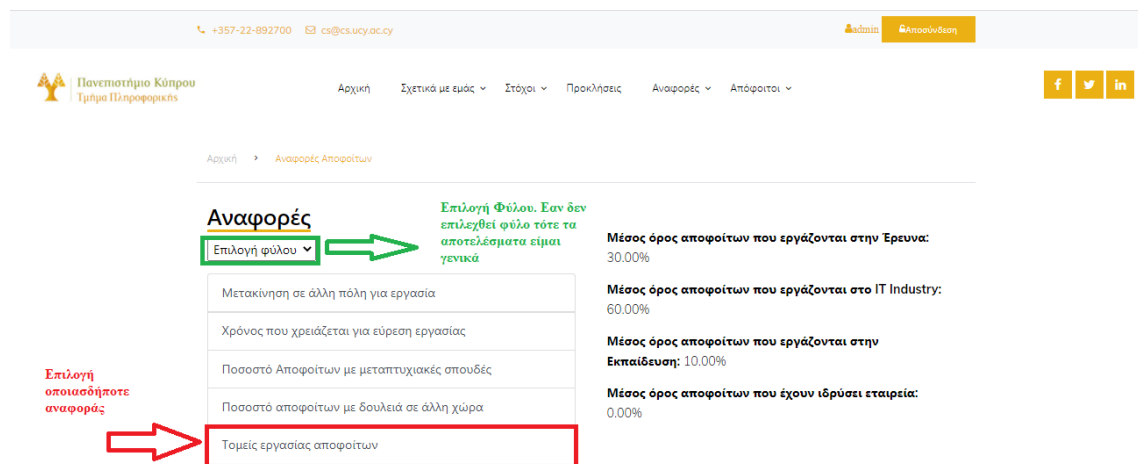 +357-22-892700 cs@cs.ucy.ac.cy
admin Αποσύνδεση
Πανεπιστήμιο Κύπρου
Τμήμα Πληροφορικής
Αρχική Σχετικά με εμάς Στόχοι Προκλήσεις Αναφορές Απόφοιτοι
Αρχική > Αναφορές Αποφοίτων
Αναφορές
Επιλογή φύλου
Επιλογή Φύλου. Εαν δεν
επιλεχθεί φύλο τότε τα
αποτελέσματα είμαι
γενικά
Μετακίνηση σε άλλη πόλη για εργασία
Χρόνος που χρειάζεται για εύρεση εργασίας
Ποσοστό Αποφοίτων με μεταπτυχιακές σπουδές
Ποσοστό αποφοίτων με δουλειά σε άλλη χώρα
Τομείς εργασίας αποφοίτων
Επιλογή
οποιασδήποτε
αναφοράς
Μέσος όρος αποφοίτων που εργάζονται στην Έρευνα:
30.00%
Μέσος όρος αποφοίτων που εργάζονται στο IT Industry:
60.00%
Μέσος όρος αποφοίτων που εργάζονται στην
Εκπαίδευση: 10.00%
Μέσος όρος αποφοίτων που έχουν ιδρύσει εταιρεία:
0.00%